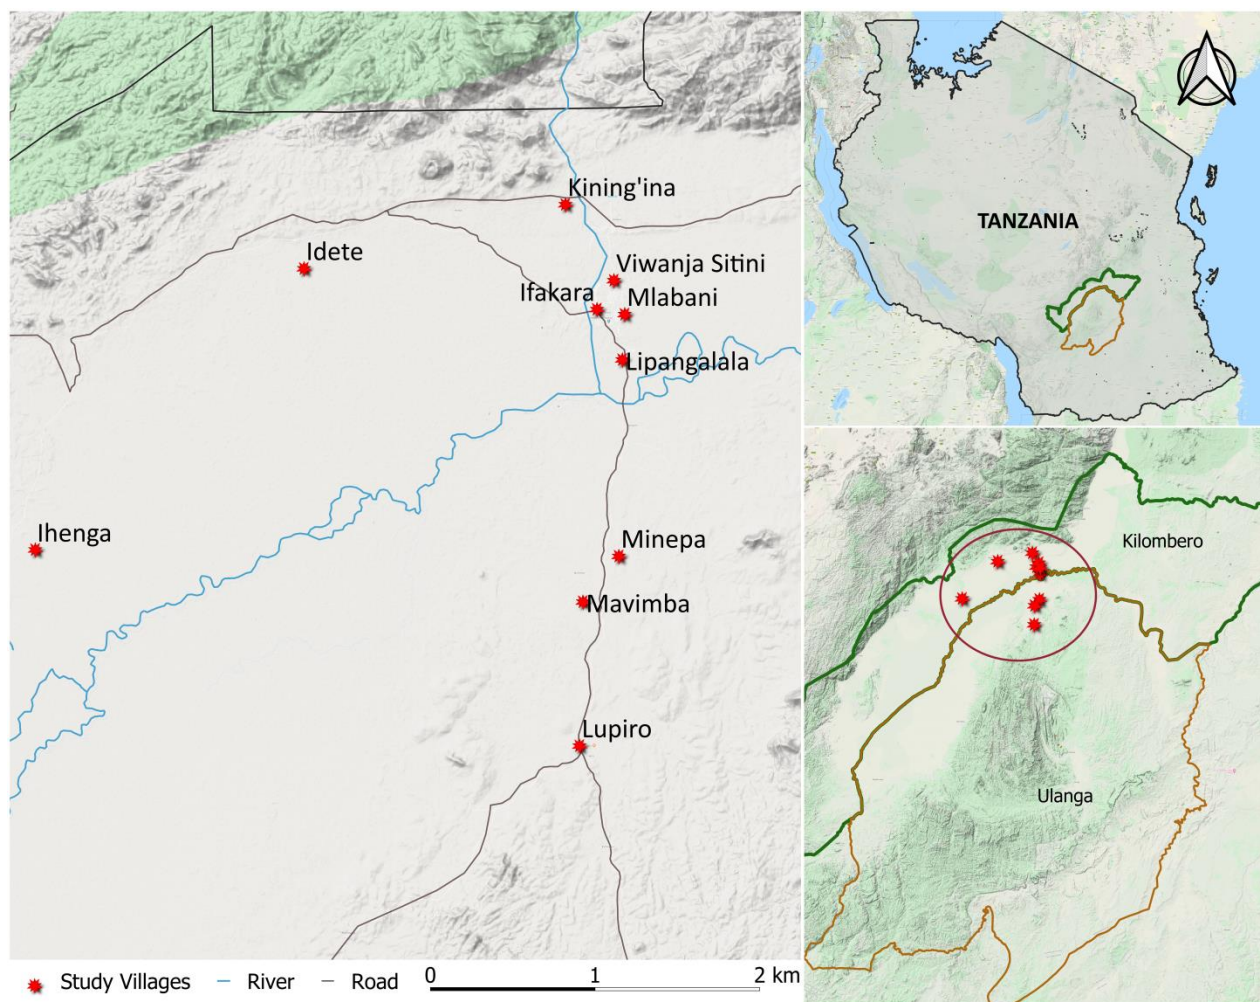 Kining'ina
Idete
Viwanja Sitini
Ifakara
Mlabani
Lipangalala
Ihenga
Minepa
Mavimba
Lupiro
Study Villages
River
Road
0 1 2 km
TANZANIA
Kilombero
Ulanga